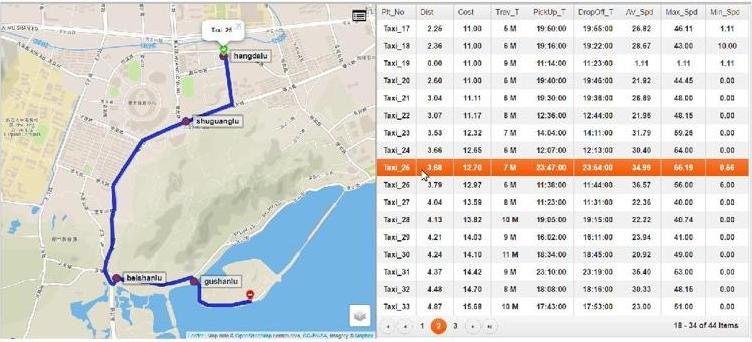 Taxi_25
hangdalu
shuguanglu
beishanlu
gushanlu
Plt_No Dist Cost Trav_T PickUp_T DropOff_T AV_Spd Max_Spd Min_Spd
Taxi_17 2.25 11.00 5 M 19:50:00 19:55:00 26.82 46.11 1.11
Taxi_18 2.36 11.00 6 M 19:16:00 19:22:00 28.67 43.00 10.00
Taxi_19 0.00 11.00 9 M 11:14:00 11:23:00 1.11 1.11 1.11
Taxi_20 2.60 11.00 6 M 19:40:00 19:46:00 21.92 44.45 0.00
Taxi_21 3.04 11.11 6 M 19:30:00 19:36:00 26.69 48.00 0.00
Taxi_22 3.07 11.17 8 M 12:36:00 12:44:00 21.96 48.15 0.00
Taxi_23 3.53 12.32 7 M 14:04:00 14:11:00 31.79 59.26 0.00
Taxi_24 3.66 12.65 6 M 12:07:00 12:13:00 30.40 64.00 0.00
Taxi_25 3.68 12.70 7 M 23:47:00 23:54:00 34.99 55.19 0.56
Taxi_26 3.79 12.97 6 M 11:38:00 11:44:00 36.57 56.00 6.00
Taxi_27 4.04 13.59 8 M 11:23:00 11:31:00 22.35 40.00 0.00
Taxi_28 4.13 13.82 10 M 19:05:00 19:15:00 22.22 40.74 0.00
Taxi_29 4.21 14.03 9 M 16:02:00 16:11:00 23.94 41.00 0.00
Taxi_30 4.24 14.10 11 M 18:34:00 18:45:00 20.92 49.00 0.00
Taxi_31 4.37 14.42 9 M 23:10:00 23:19:00 35.40 63.00 0.00
Taxi_32 4.48 14.70 8 M 18:08:00 18:16:00 30.33 48.15 0.00
Taxi_33 4.87 15.68 10 M 17:43:00 17:53:00 23.00 51.00 0.00
1 2 3
18 - 34 of 44 items